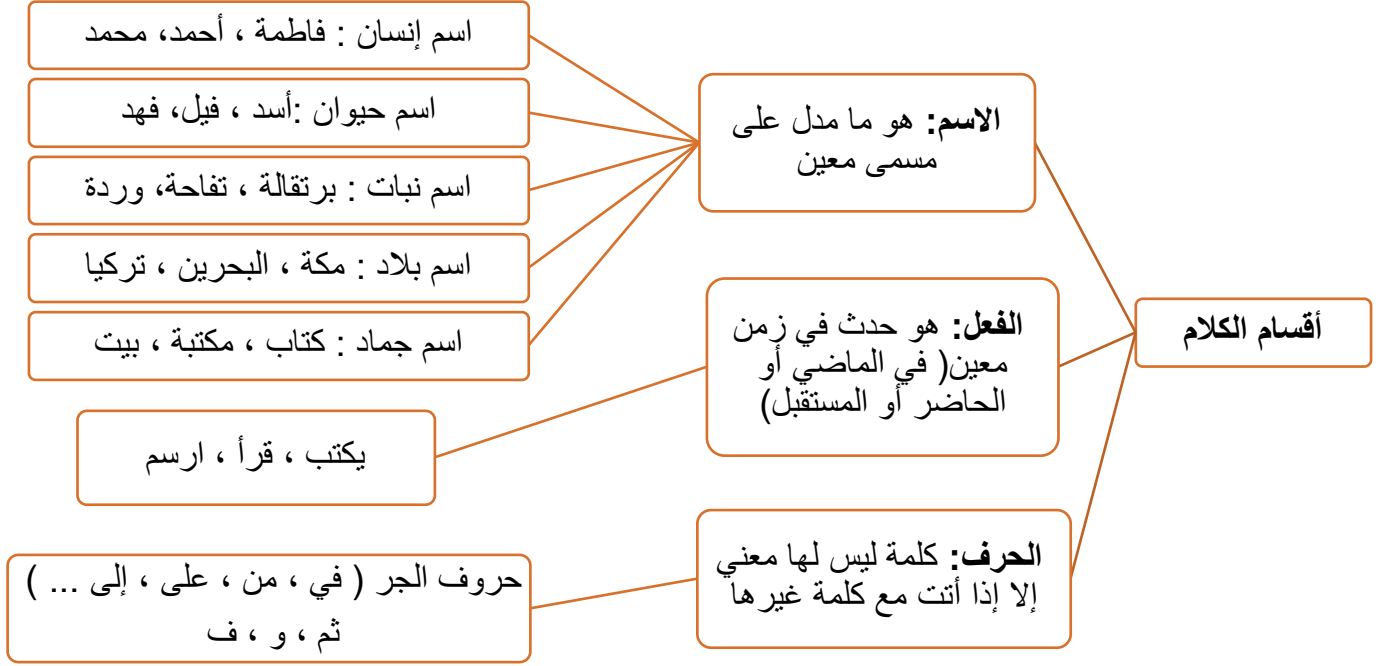 أقسام الكلام
الاسم: هو ما مدل على
مسمى معين
اسم إنسان : فاطمة ، أحمد، محمد
اسم حيوان :أسد ، فيل، فهد
اسم نبات : برتقالة ، تفاحة، وردة
اسم بلاد : مكة ، البحرين ، تركيا
اسم جماد : كتاب ، مكتبة ، بيت
الفعل: هو حدث في زمن
معين( في الماضي أو
الحاضر أو المستقبل)
يكتب ، قرأ ، ارسم
الحرف: كلمة ليس لها معني
إلا إذا أتت مع كلمة غيرها
حروف الجر ( في ، من ، على ، إلى ... )
ثم ، و ، ف